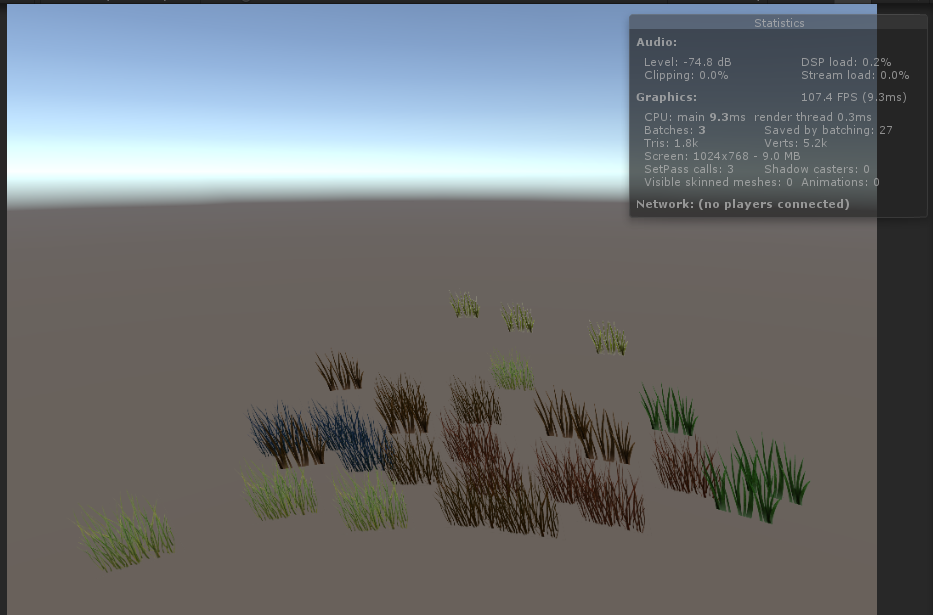 Statistics
Audio:
Level: -74.8 dB DSP load: 0.2%
Clipping: 0.0% Stream load: 0.0%
Graphics: 107.4 FPS (9.3ms)
CPU: main 9.3ms render thread 0.3ms
Batches: 3 Saved by batching: 27
Tris: 1.8k Verts: 5.2k
Screen: 1024x768 - 9.0 MB
SetPass calls: 3 Shadow casters: 0
Visible skinned meshes: 0 Animations: 0
Network: (no players connected)